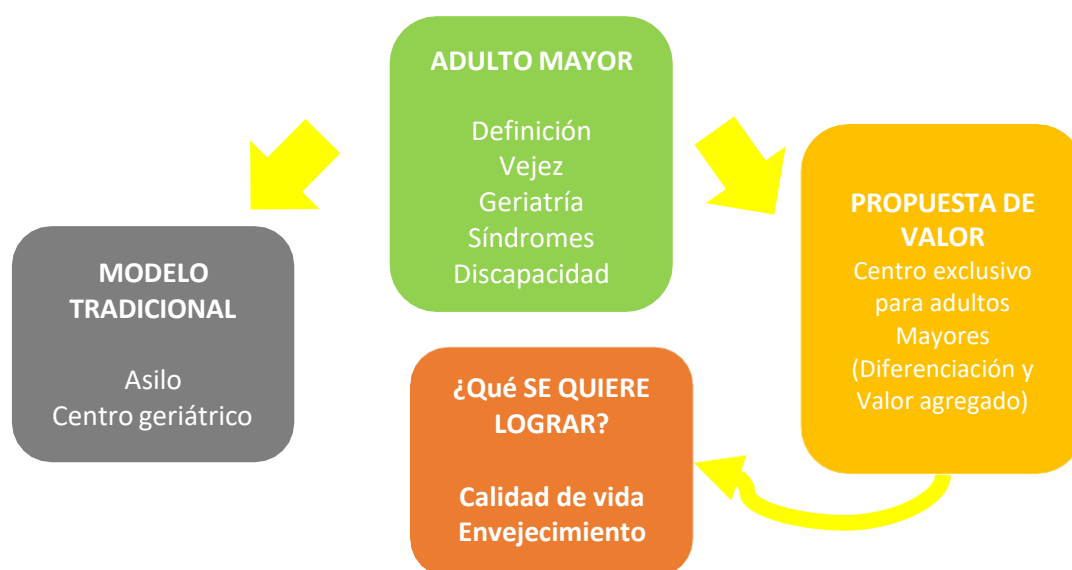 ADULTO MAYOR
Definición
Vejez
Geriatría
Síndromes
Discapacidad
MODELO
TRADICIONAL
Asilo
Centro geriátrico
PROPUESTA DE
VALOR
Centro exclusivo
para adultos
Mayores
(Diferenciación y
Valor agregado)
¿Qué SE QUIERE
LOGRAR?
Calidad de vida
Envejecimiento